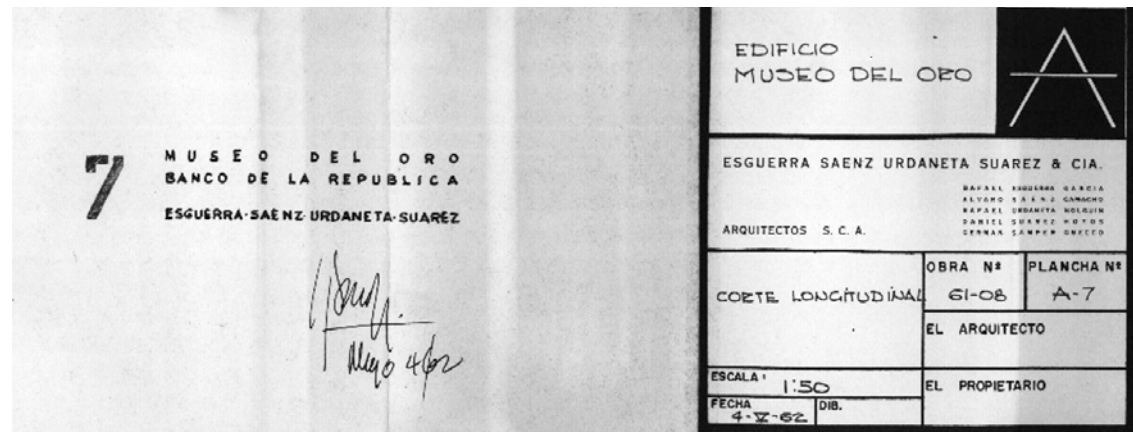 7
MUSEO DEL ORO
BANCO DE LA REPUBLICA
ESGUERRA·SAENZ·URDANETA·SUAREZ
Mayo 4/62
EDIFICIO
MUSEO DEL ORO
ESGUERRA SAENZ URDANETA SUAREZ & CIA.
RAFAEL ESGUERRA GARCIA
ALVARO SAENZ CAMACHO
RAFAEL URDANETA HOLGUIN
DANIEL SUAREZ HOYOS
GERMAN SAMPER GNECCO
ARQUITECTOS S. C. A.
CORTE LONGITUDINAL
OBRA Nº
61-08
PLANCHA Nº
A-7
EL ARQUITECTO
ESCALA:
1:50
EL PROPIETARIO
FECHA
4-V-62
DIB.